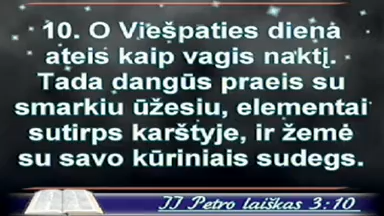 10. O Viešpaties diena
ateis kaip vagis naktį.
Tada dangūs praeis su
smarkiu ūžesiu, elementai
sutirps karštyje, ir žemė
su savo kūriniais sudegs.
II Petro laiškas 3:10